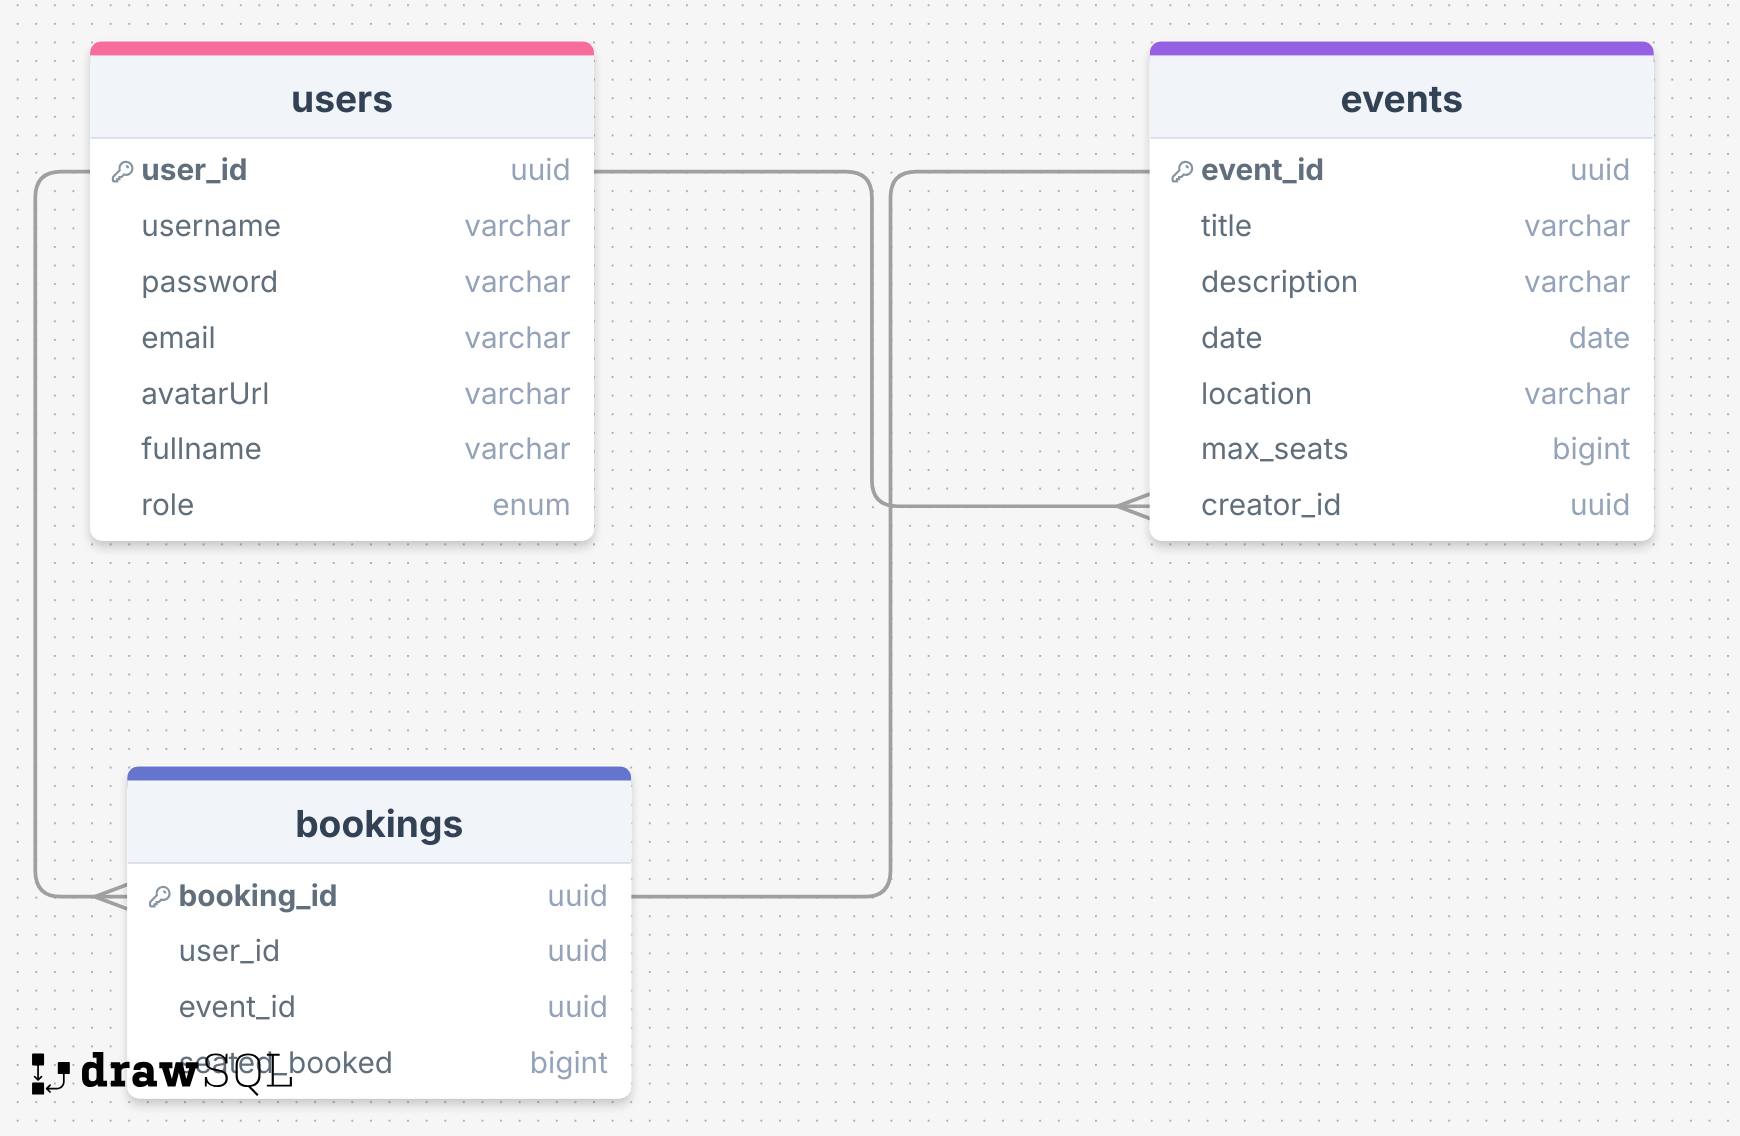 users
user_id uuid
username varchar
password varchar
email varchar
avatarUrl varchar
fullname varchar
role enum
events
event_id uuid
title varchar
description varchar
date date
location varchar
max_seats bigint
creator_id uuid
bookings
booking_id uuid
user_id uuid
event_id uuid
seated_booked bigint
drawSQL